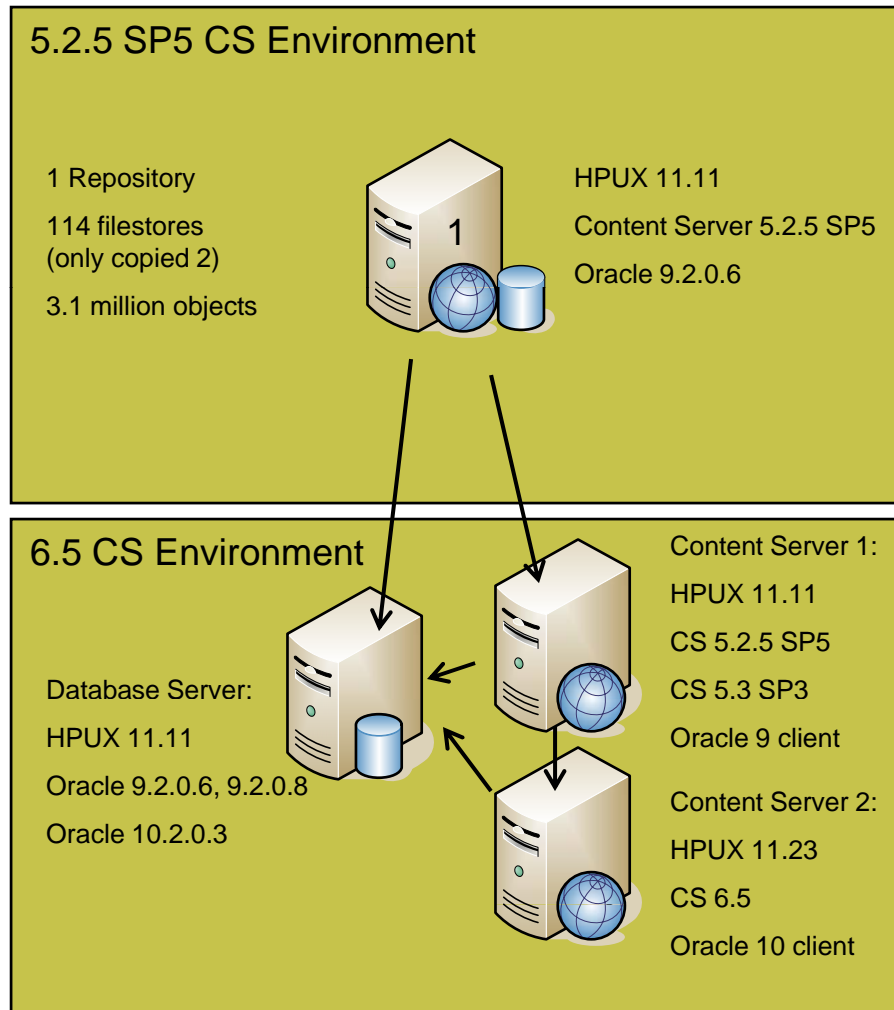 5.2.5 SP5 CS Environment
1 Repository
114 filestores
(only copied 2)
3.1 million objects
1
HPUX 11.11
Content Server 5.2.5 SP5
Oracle 9.2.0.6
6.5 CS Environment
Database Server:
HPUX 11.11
Oracle 9.2.0.6, 9.2.0.8
Oracle 10.2.0.3
Content Server 1:
HPUX 11.11
CS 5.2.5 SP5
CS 5.3 SP3
Oracle 9 client
Content Server 2:
HPUX 11.23
CS 6.5
Oracle 10 client